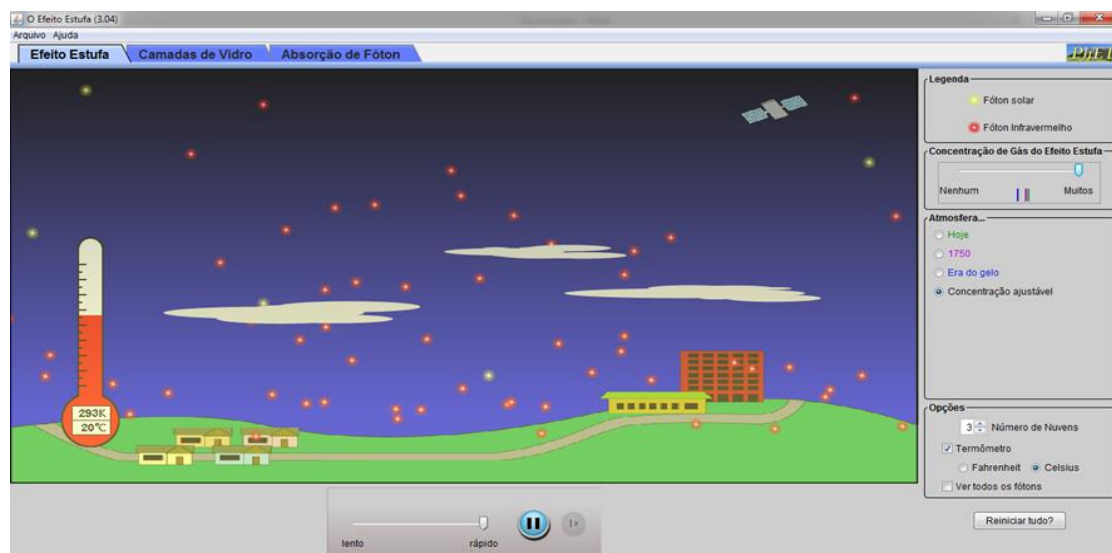 O Efeito Estufa (3.04)
Arquivo Ajuda
Efeito Estufa Camadas de Vidro Absorção de Fóton
PhET
Legenda
Fóton solar
Fóton Infravermelho
Concentração de Gás do Efeito Estufa
Nenhum Muitos
Atmosfera...
Hoje
1750
Era do gelo
Concentração ajustável
293K
20°C
Opções
3 Número de Nuvens
Termômetro
Fahrenheit Celsius
Ver todos os fótons
Reiniciar tudo?
lento rápido